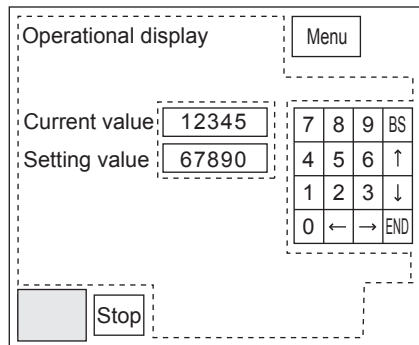 Operational display Menu
Current value 12345
Setting value 67890
7 8 9 BS
4 5 6 ↑
1 2 3 ↓
0 ← → END
Stop